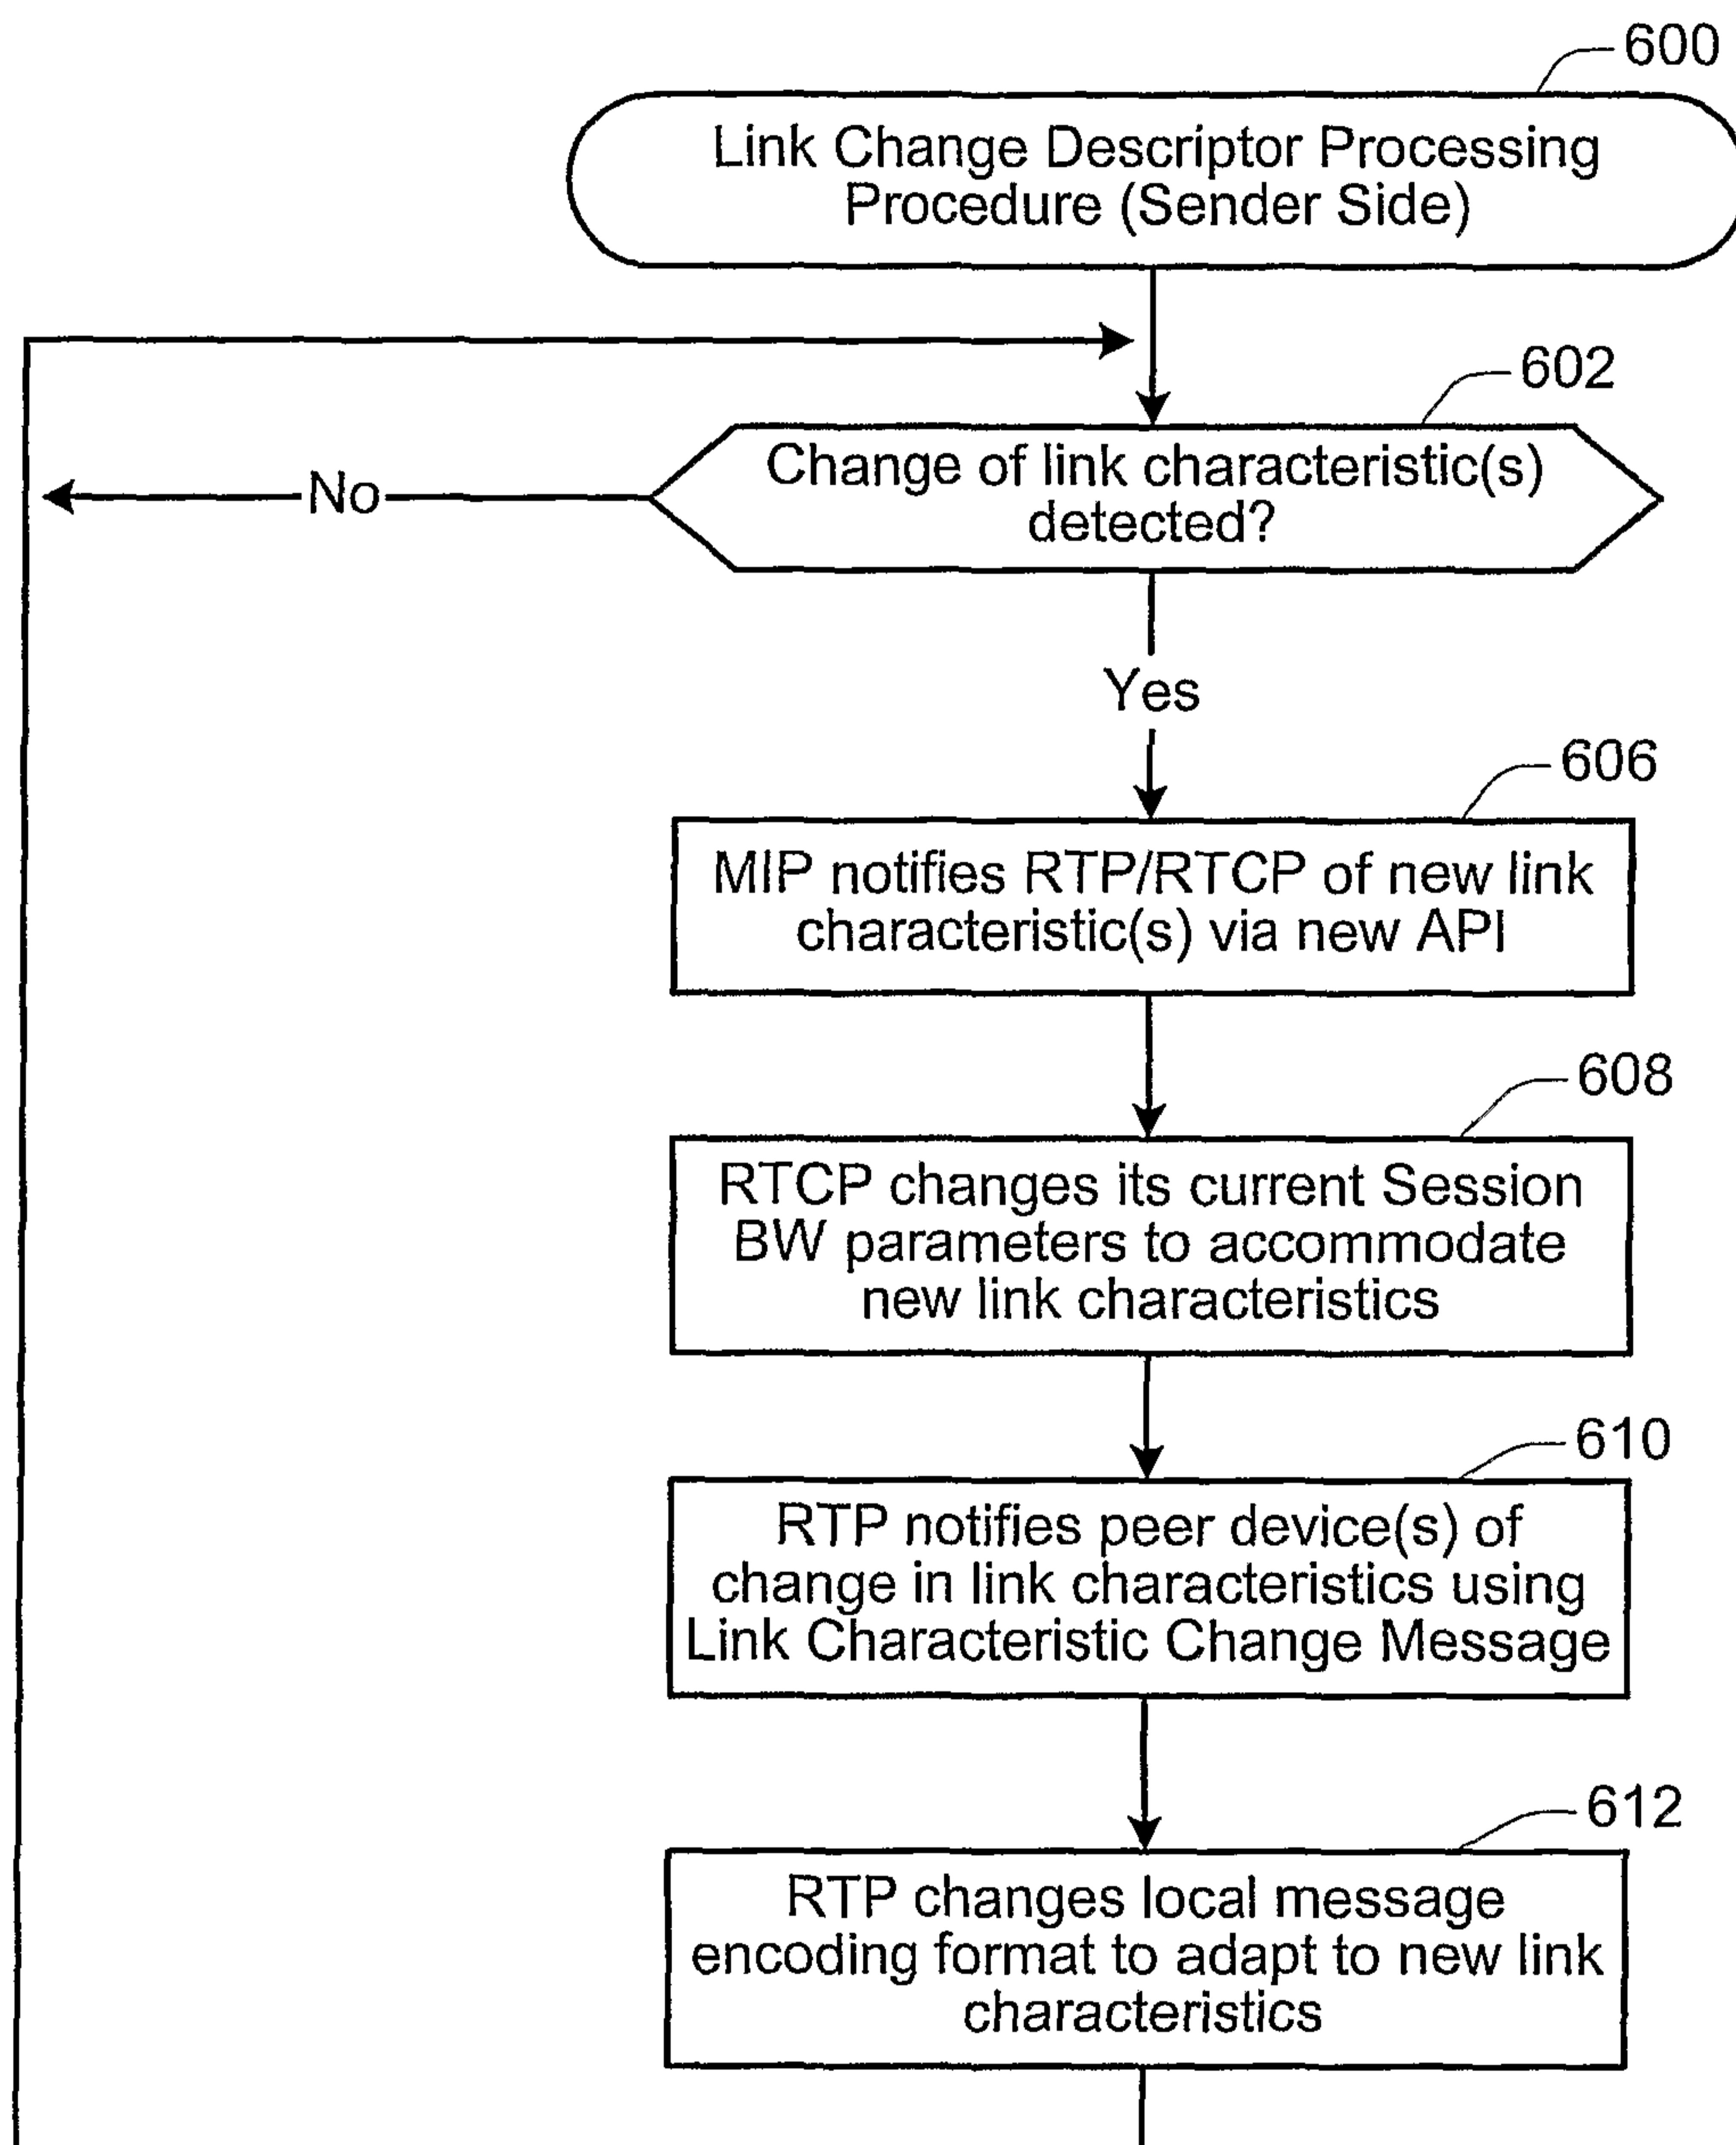 600
Link Change Descriptor Processing
Procedure (Sender Side)
602
Change of link characteristic(s)
detected?
No
Yes
606
MIP notifies RTP/RTCP of new link
characteristic(s) via new API
608
RTCP changes its current Session
BW parameters to accommodate
new link characteristics
610
RTP notifies peer device(s) of
change in link characteristics using
Link Characteristic Change Message
612
RTP changes local message
encoding format to adapt to new link
characteristics